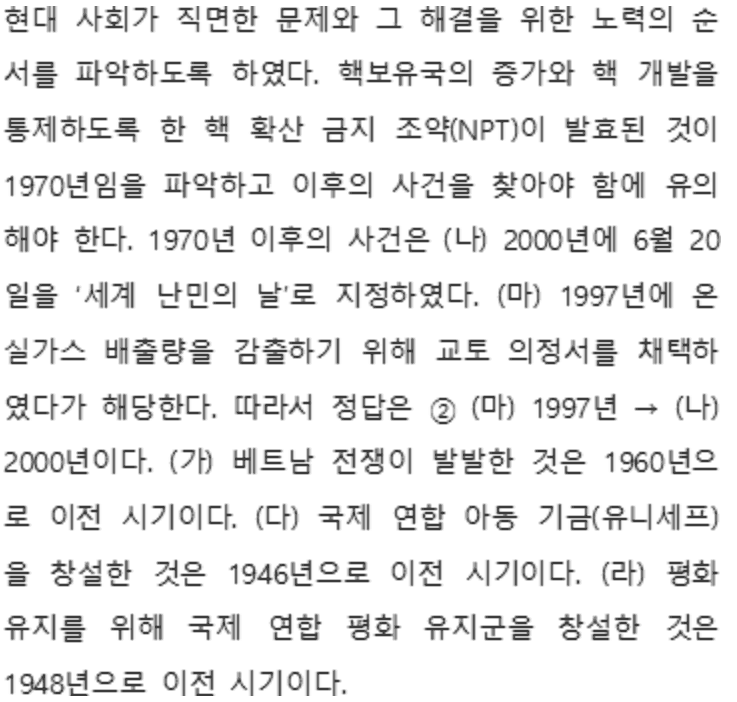 현대 사회가 직면한 문제와 그 해결을 위한 노력의 순
서를 파악하도록 하였다. 핵보유국의 증가와 핵 개발을
통제하도록 한 핵 확산 금지 조약(NPT)이 발효된 것이
1970년임을 파악하고 이후의 사건을 찾아야 함에 유의
해야 한다. 1970년 이후의 사건은 (나) 2000년에 6월 20
일을 ‘세계 난민의 날’로 지정하였다. (마) 1997년에 온
실가스 배출량을 감출하기 위해 교토 의정서를 채택하
였다가 해당한다. 따라서 정답은 ② (마) 1997년 → (나)
2000년이다. (가) 베트남 전쟁이 발발한 것은 1960년으
로 이전 시기이다. (다) 국제 연합 아동 기금(유니세프)
을 창설한 것은 1946년으로 이전 시기이다. (라) 평화
유지를 위해 국제 연합 평화 유지군을 창설한 것은
1948년으로 이전 시기이다.